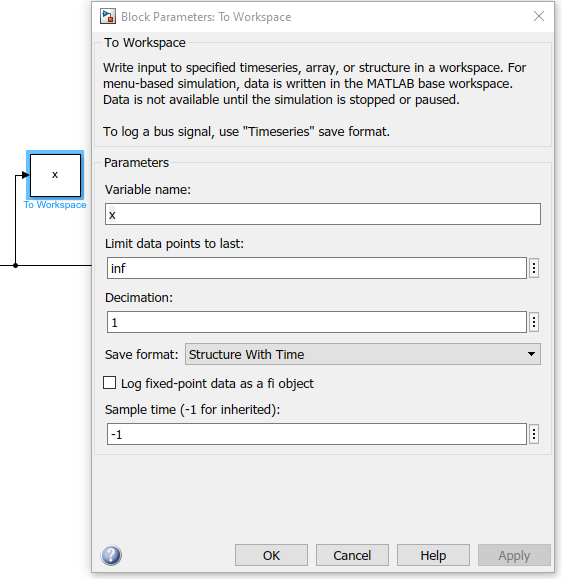 Block Parameters: To Workspace
To Workspace
Write input to specified timeseries, array, or structure in a workspace. For
menu-based simulation, data is written in the MATLAB base workspace.
Data is not available until the simulation is stopped or paused.
To log a bus signal, use "Timeseries" save format.
x
To Workspace
Parameters
Variable name:
x
Limit data points to last:
inf
Decimation:
1
Save format: Structure With Time
Log fixed-point data as a fi object
Sample time (-1 for inherited):
-1
? OK Cancel Help Apply